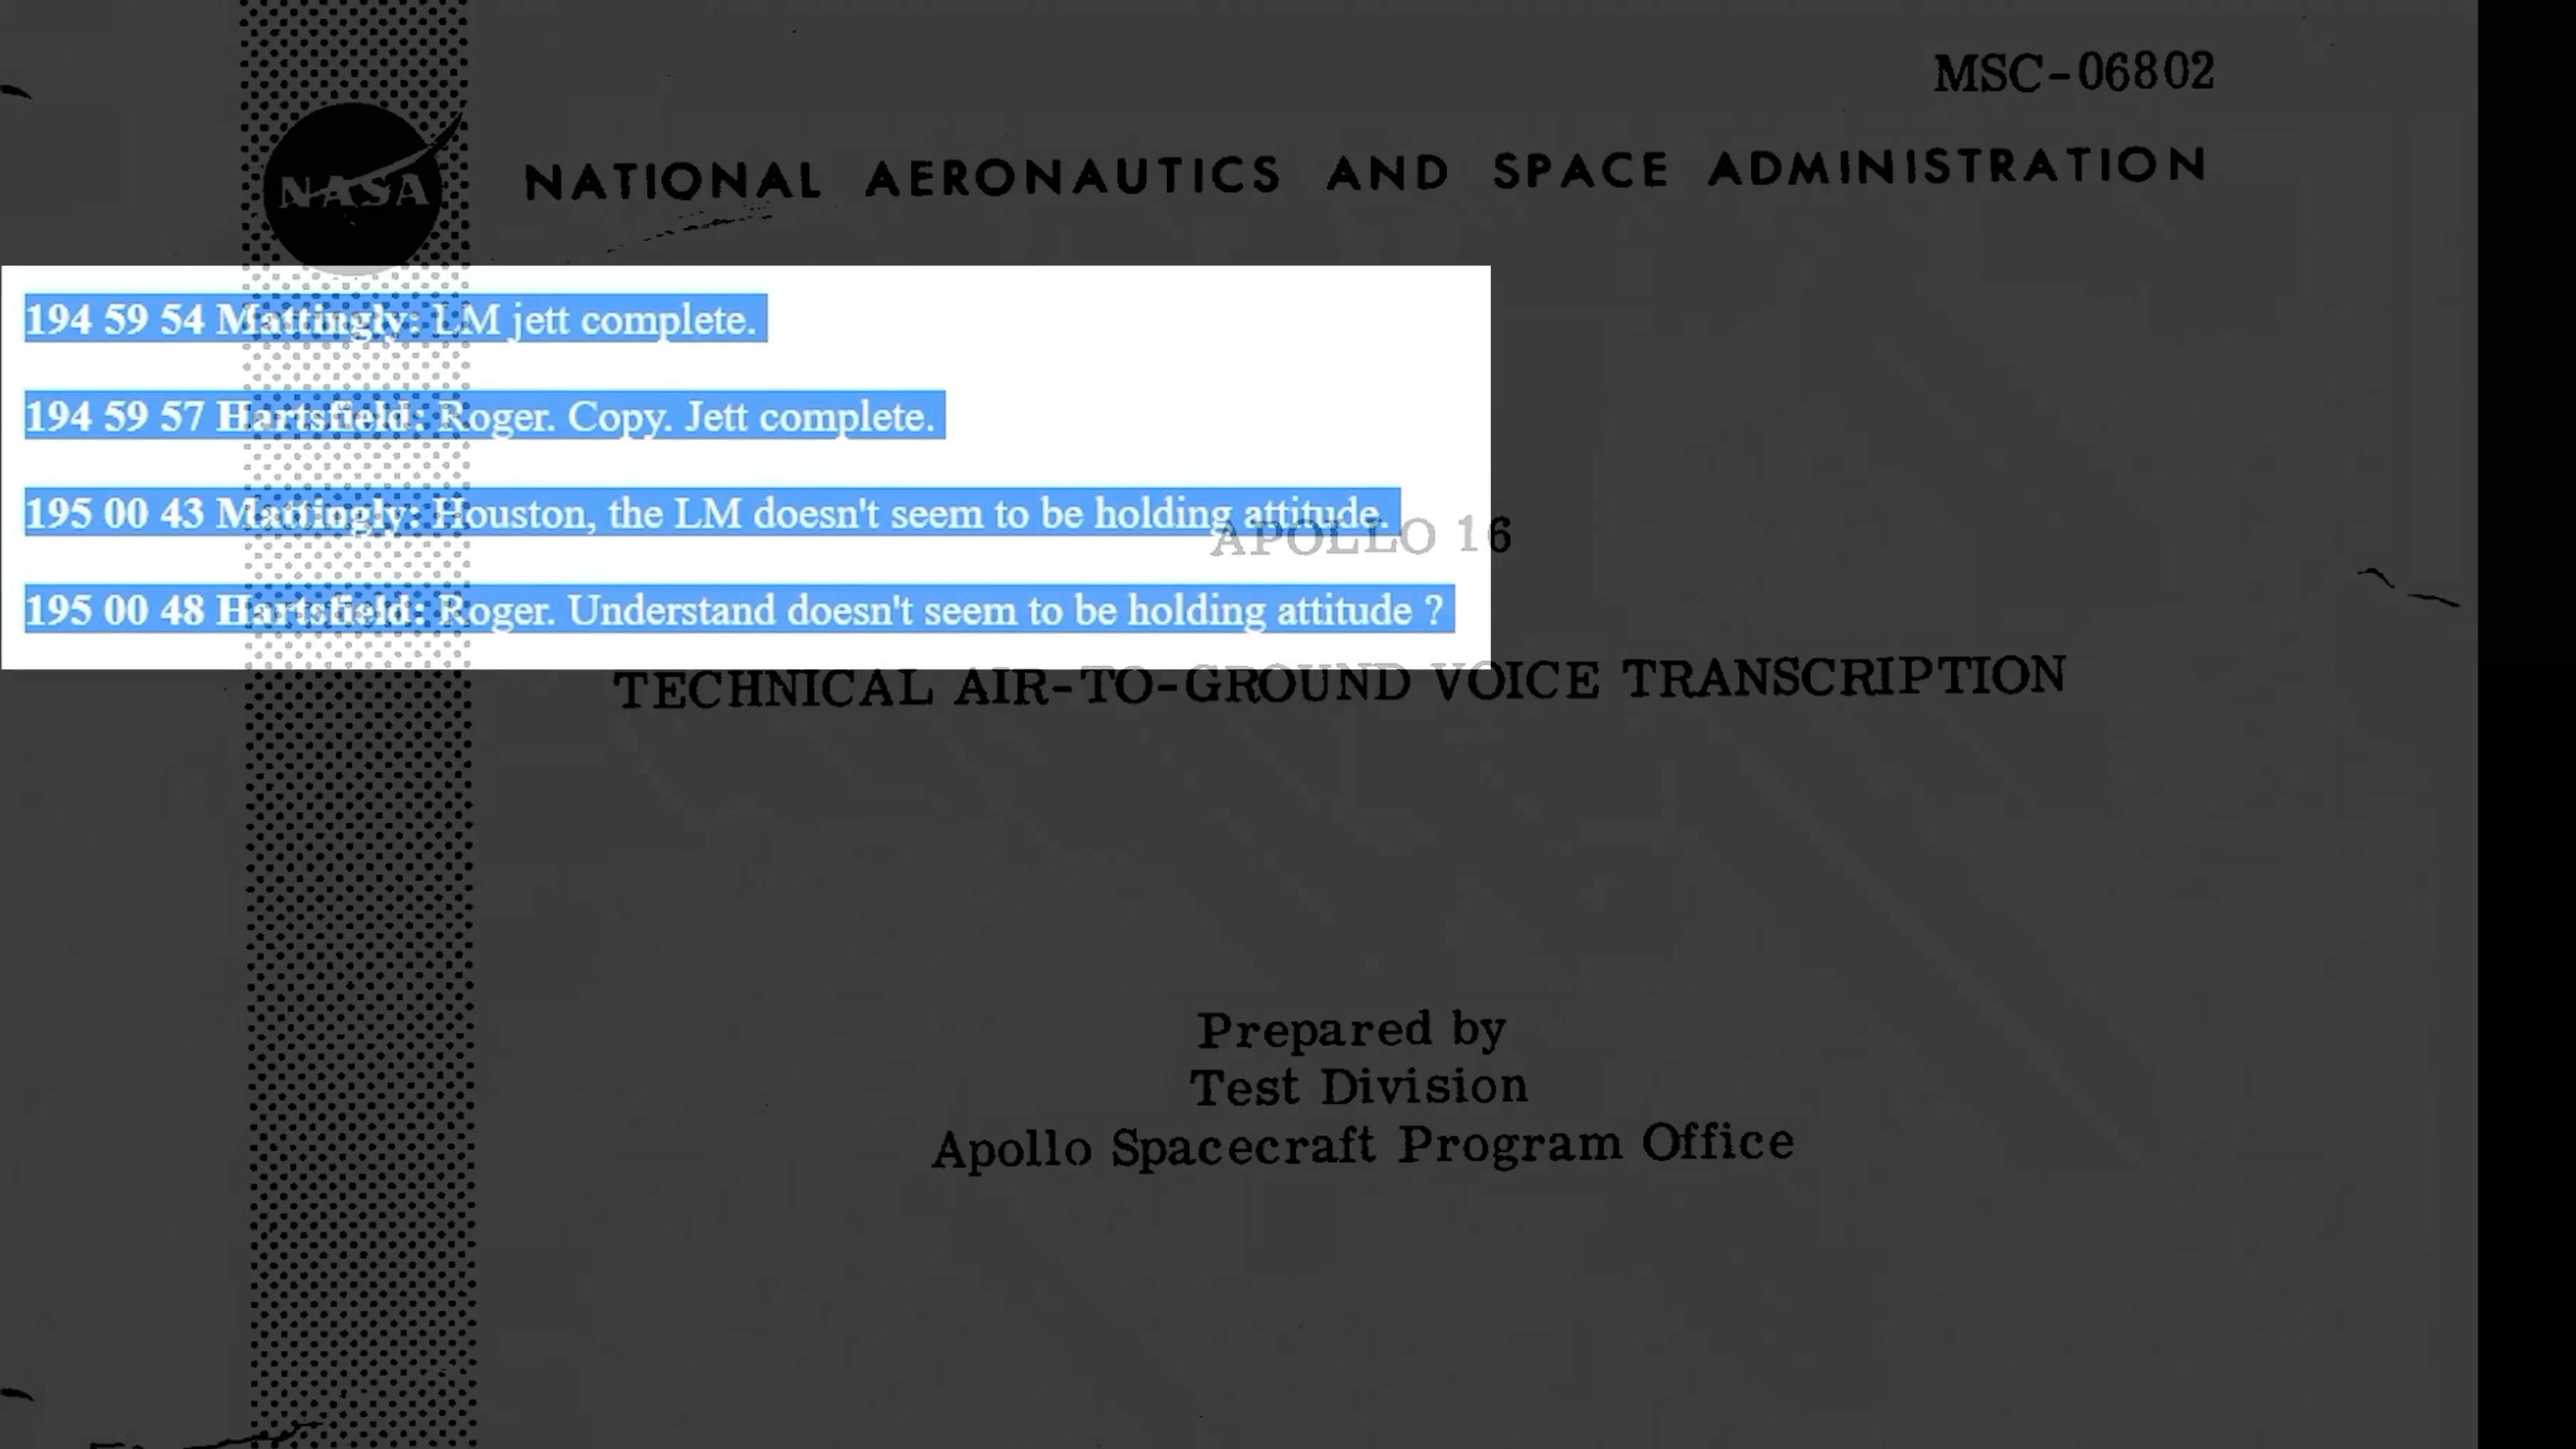 MSC-06802
NASA
NATIONAL AERONAUTICS AND SPACE ADMINISTRATION
194 59 54 Mattingly: LM jett complete.
194 59 57 Hartsfield: Roger. Copy. Jett complete.
195 00 43 Mattingly: Houston, the LM doesn't seem to be holding attitude.
APOLLO 16
195 00 48 Hartsfield: Roger. Understand doesn't seem to be holding attitude ?
TECHNICAL AIR-TO-GROUND VOICE TRANSCRIPTION
Prepared by
Test Division
Apollo Spacecraft Program Office